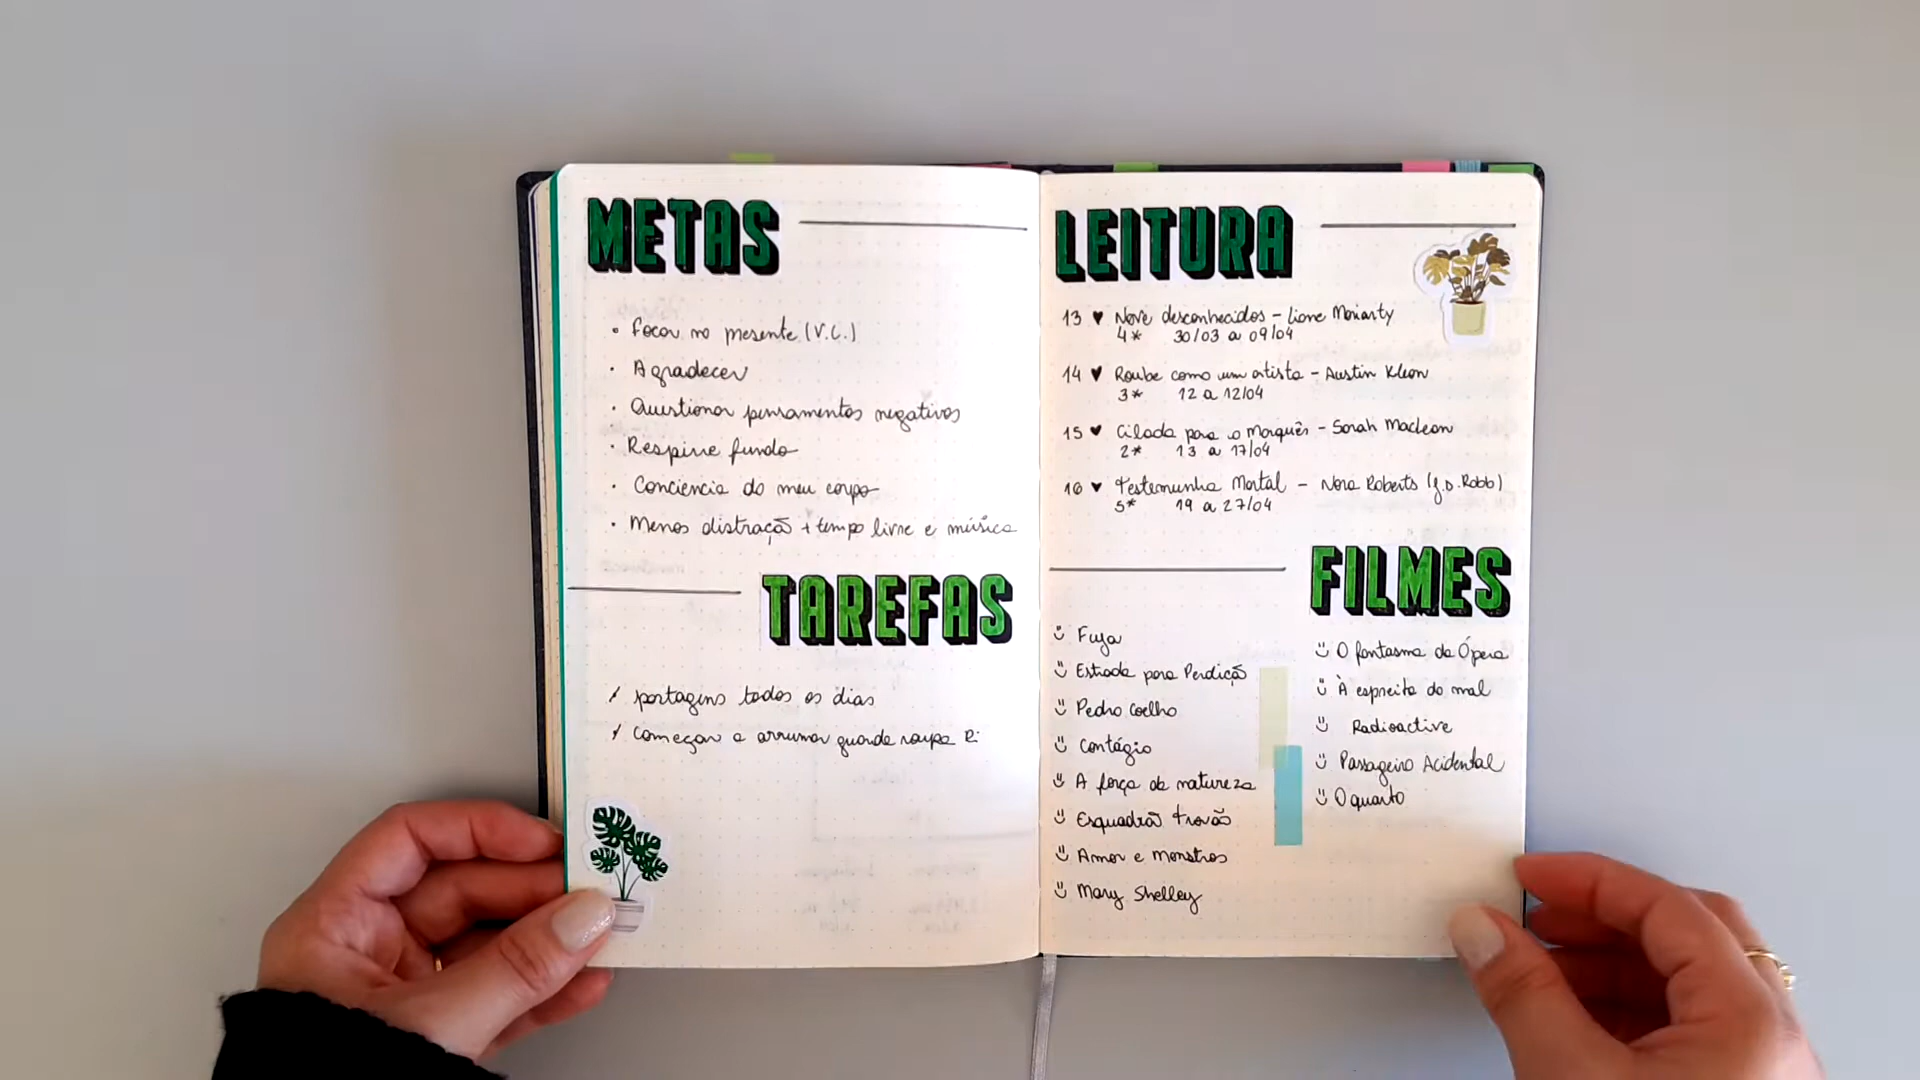 METAS
• Focar no presente (V.C.)
• Agradecer
• Questionar pensamentos negativos
• Respire fundo
• Conciencia do meu corpo
• Menos distração + tempo livre e música
TAREFAS
portagens todos os dias
começar a arrumar guarda roupa Ri
LEITURA
13 ♥ Nove desconhecidos - Liane Moriarty
4* 30/03 a 09/04
14 ♥ Roube como um artista - Austin Kleon
3* 12 a 12/04
15 ♥ Cilada para o Marquês - Sarah Maclean
2* 13 a 17/04
16 ♥ Testemunha Mortal - Nora Roberts (J.D. Robb)
5* 19 a 27/04
FILMES
Fuja
Estrada para Perdição
Pedro Coelho
Contágio
A força da natureza
Esquadrão trovão
Amor e Monstros
Mary Shelley
O fantasma da Ópera
À espreita do mal
Radioactive
Passageiro Acidental
O quarto